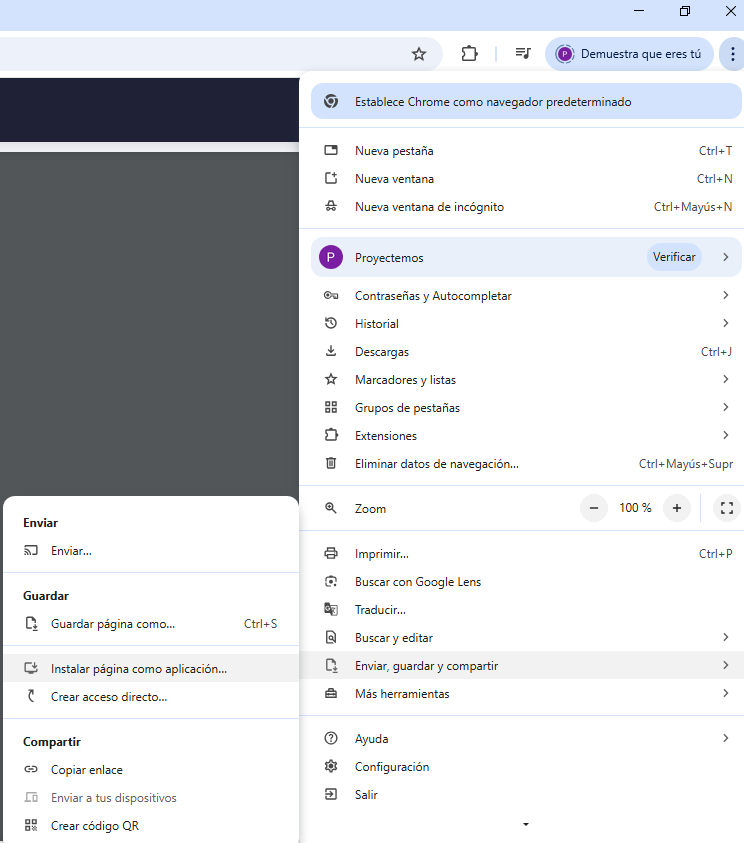 P Demuestra que eres tú
Establece Chrome como navegador predeterminado
Nueva pestaña Ctrl+T
Nueva ventana Ctrl+N
Nueva ventana de incógnito Ctrl+Mayús+N
P Proyectemos Verificar
Contraseñas y Autocompletar
Historial
Descargas Ctrl+J
Marcadores y listas
Grupos de pestañas
Extensiones
Eliminar datos de navegación... Ctrl+Mayús+Supr
Zoom − 100 % +
Imprimir... Ctrl+P
Buscar con Google Lens
Traducir...
Buscar y editar
Enviar, guardar y compartir
Más herramientas
Ayuda
Configuración
Salir
Enviar
Enviar...
Guardar
Guardar página como... Ctrl+S
Instalar página como aplicación...
Crear acceso directo...
Compartir
Copiar enlace
Enviar a tus dispositivos
Crear código QR